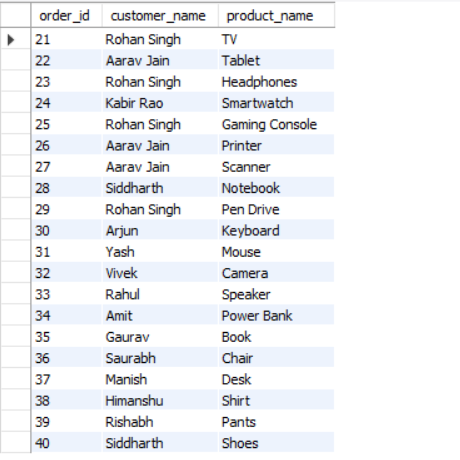 order_id customer_name product_name
21 Rohan Singh TV
22 Aarav Jain Tablet
23 Rohan Singh Headphones
24 Kabir Rao Smartwatch
25 Rohan Singh Gaming Console
26 Aarav Jain Printer
27 Aarav Jain Scanner
28 Siddharth Notebook
29 Rohan Singh Pen Drive
30 Arjun Keyboard
31 Yash Mouse
32 Vivek Camera
33 Rahul Speaker
34 Amit Power Bank
35 Gaurav Book
36 Saurabh Chair
37 Manish Desk
38 Himanshu Shirt
39 Rishabh Pants
40 Siddharth Shoes